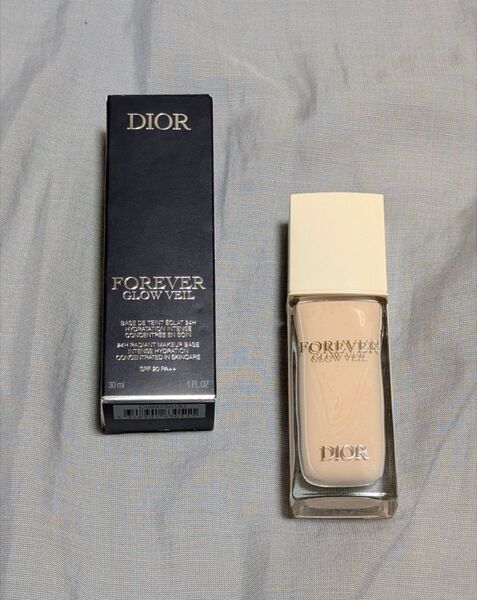 DIOR
FOREVER
GLOW VEIL
BASE DE TEINT ÉCLAT 24H
HYDRATATION INTENSE
CONCENTRÉE EN SOIN
24H RADIANT MAKEUP BASE
INTENSE HYDRATION
CONCENTRATED IN SKINCARE
SPF 20 PA++
30 ml 1 FL.OZ
FOREVER
GLOW VEIL
DIOR